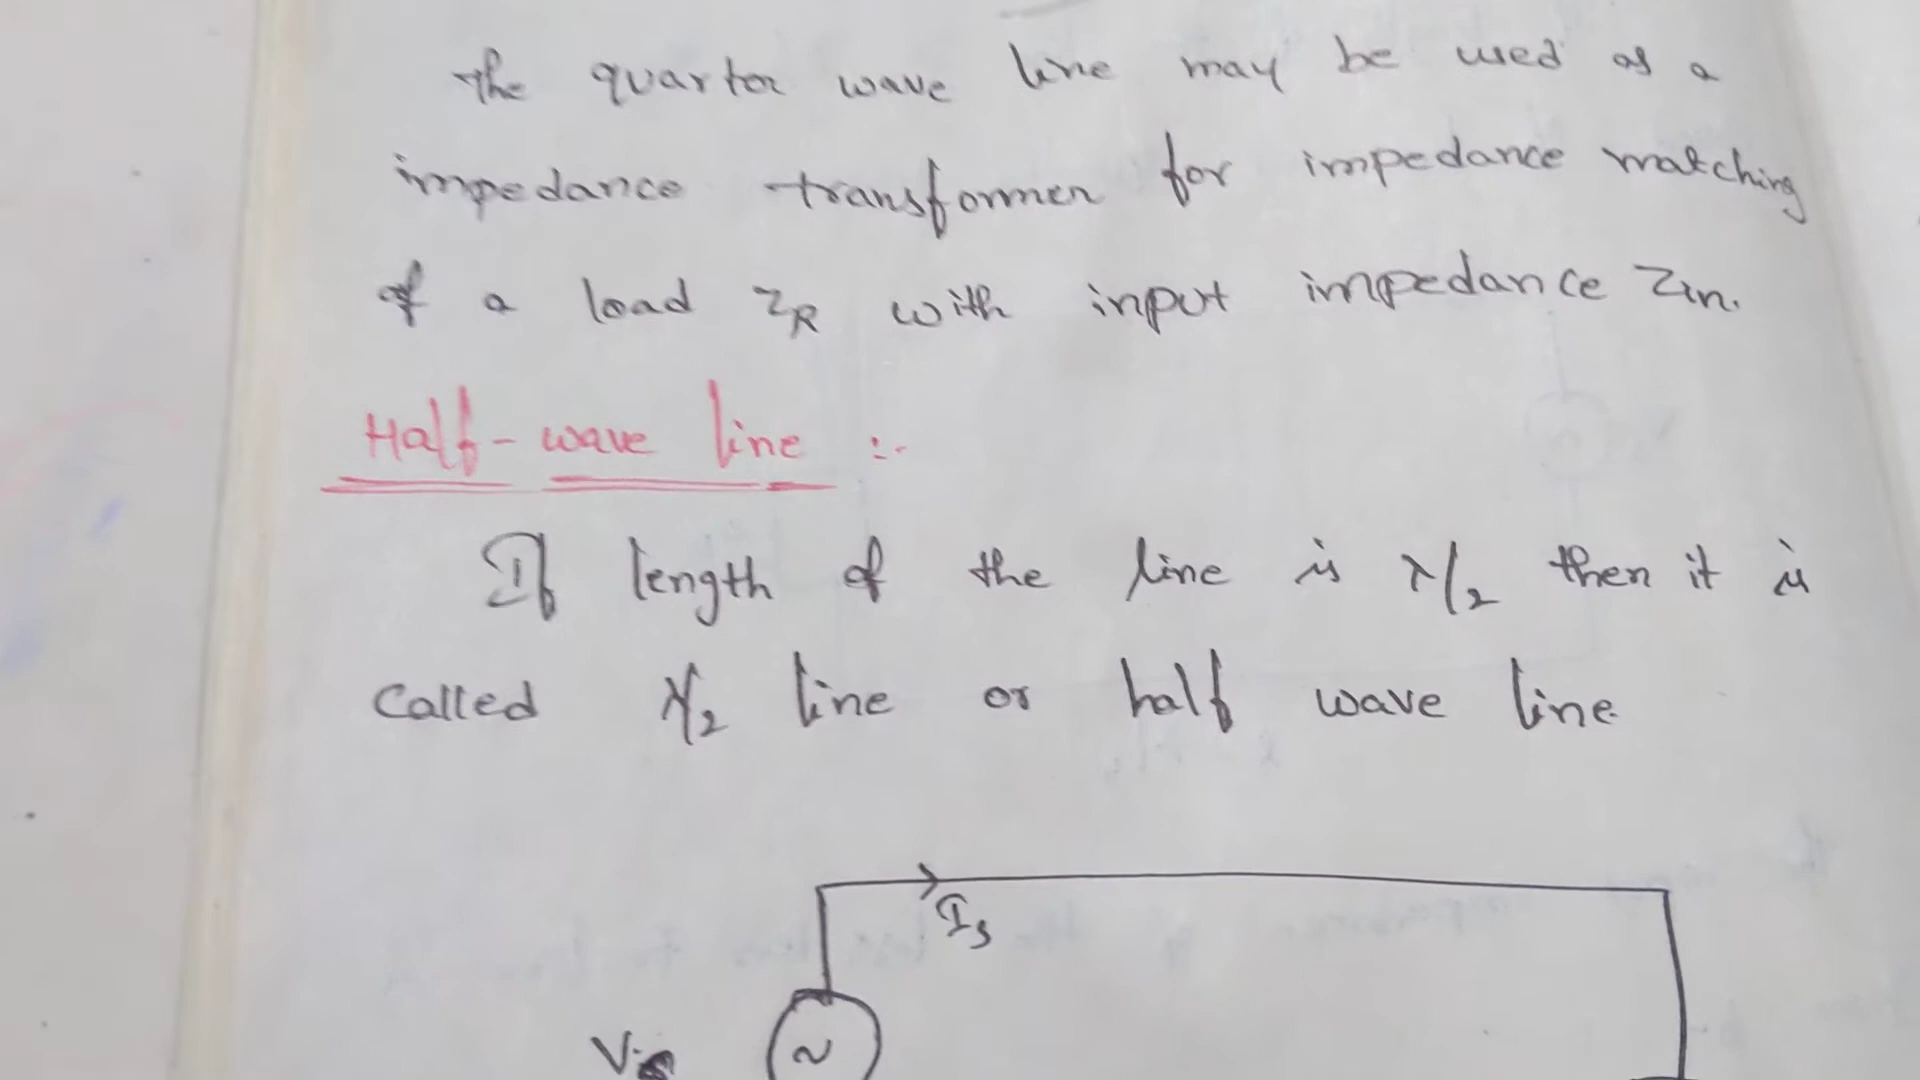 the quarter wave line may be used as a
impedance transformer for impedance matching
of a load ZR with input impedance Zin.
Half-wave line :-
If length of the line is λ/2 then it is
called λ/2 line or half wave line
Is